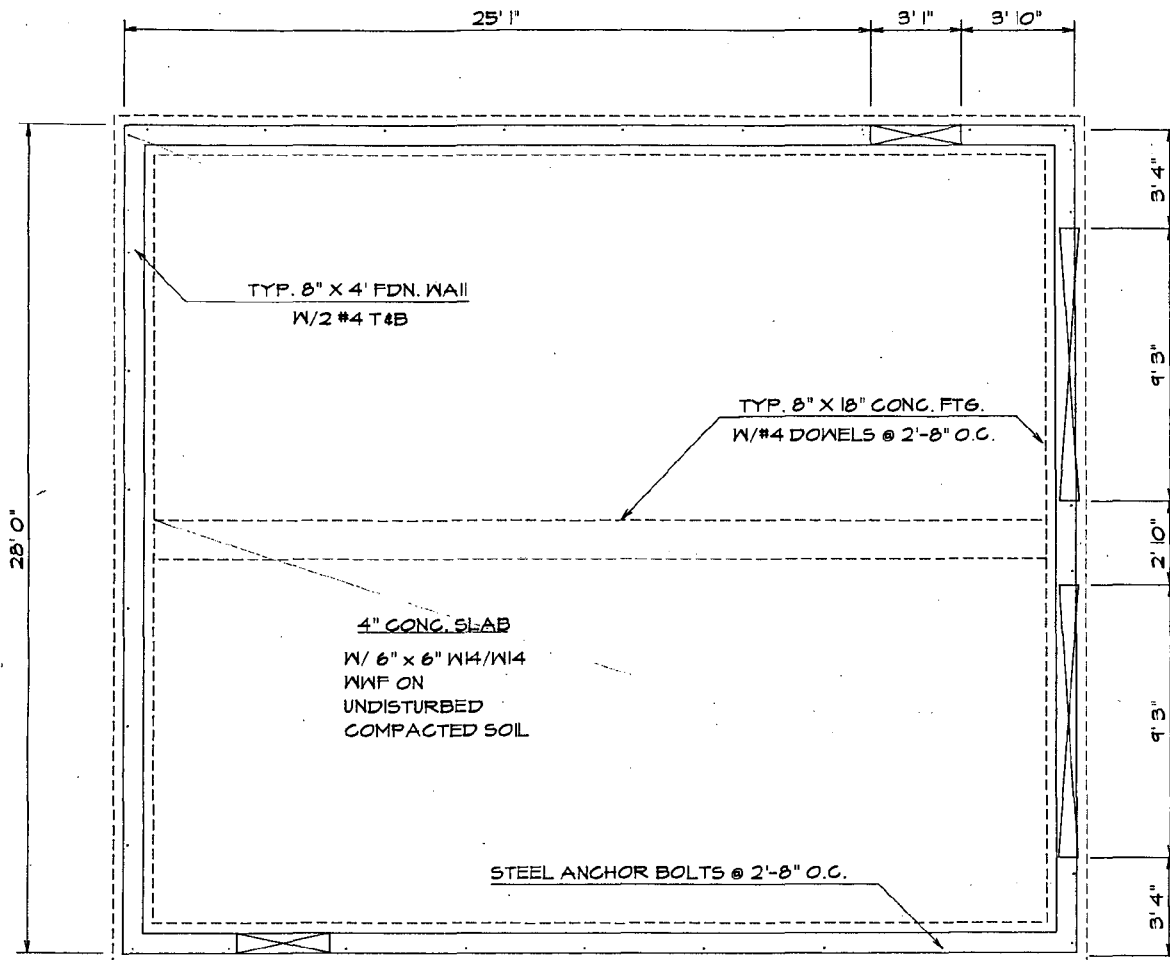 25' 1"
3' 1"
3' 10"
3' 4"
TYP. 8" X 4' FDN. WAll
W/2 #4 T&B
9' 3"
TYP. 8" X 18" CONC. FTG.
W/#4 DOWELS @ 2'-8" O.C.
28' 0"
2' 10"
4" CONC. SLAB
W/ 6" x 6" W14/W14
WWF ON
UNDISTURBED
COMPACTED SOIL
9' 3"
STEEL ANCHOR BOLTS @ 2'-8" O.C.
3' 4"